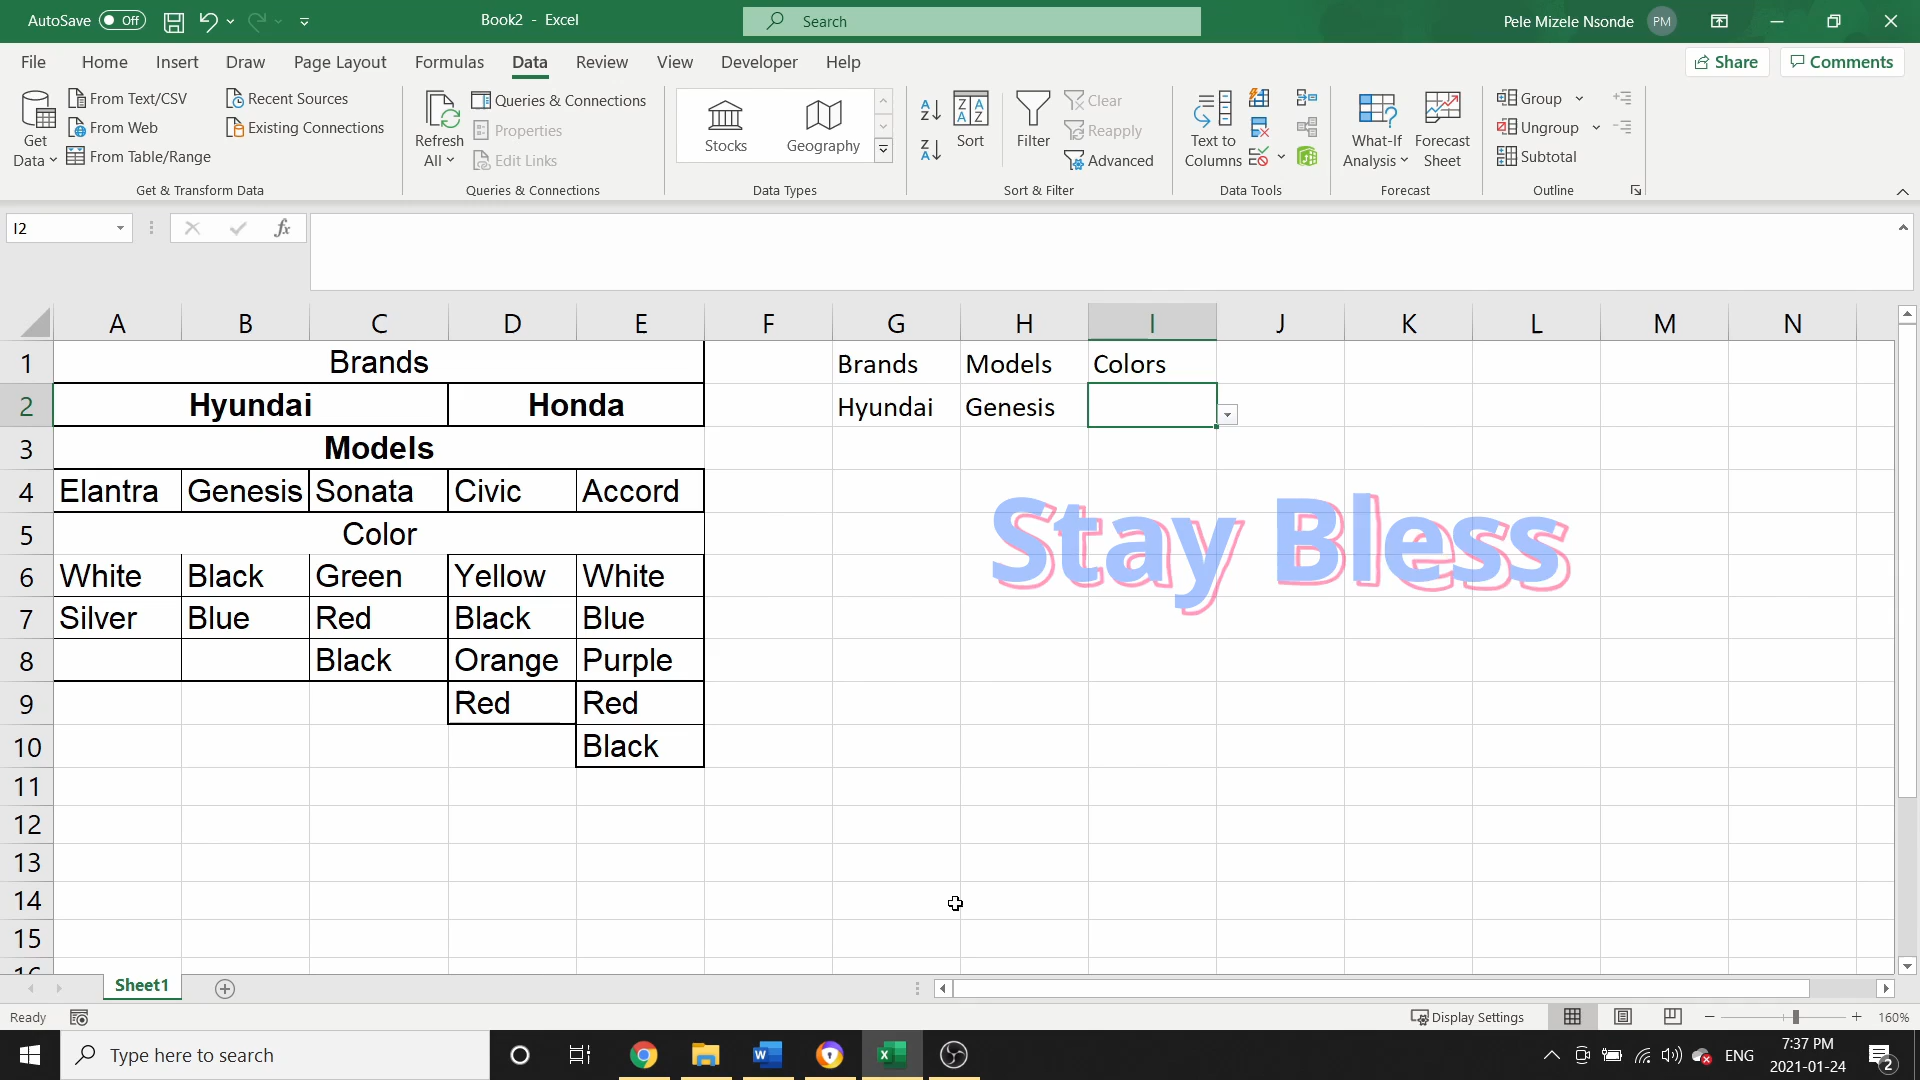 AutoSave Off Book2 - Excel Search Pele Mizele Nsonde PM
File Home Insert Draw Page Layout Formulas Data Review View Developer Help Share Comments
Get Data
From Text/CSV
From Web
From Table/Range
Recent Sources
Existing Connections
Get & Transform Data
Refresh All
Queries & Connections
Properties
Edit Links
Queries & Connections
Stocks
Geography
Data Types
Sort
Filter
Clear
Reapply
Advanced
Sort & Filter
Text to Columns
Data Tools
What-If Analysis
Forecast Sheet
Forecast
Group
Ungroup
Subtotal
Outline
I2 fx
A B C D E F G H I J K L M N
1 Brands Brands Models Colors
2 Hyundai Honda Hyundai Genesis
3 Models
4 Elantra Genesis Sonata Civic Accord
5 Color
Stay Bless
6 White Black Green Yellow White
7 Silver Blue Red Black Blue
8 Black Orange Purple
9 Red Red
10 Black
11
12
13
14
15
16
Sheet1
Ready Display Settings 160%
Type here to search ENG 7:37 PM
2021-01-24
2